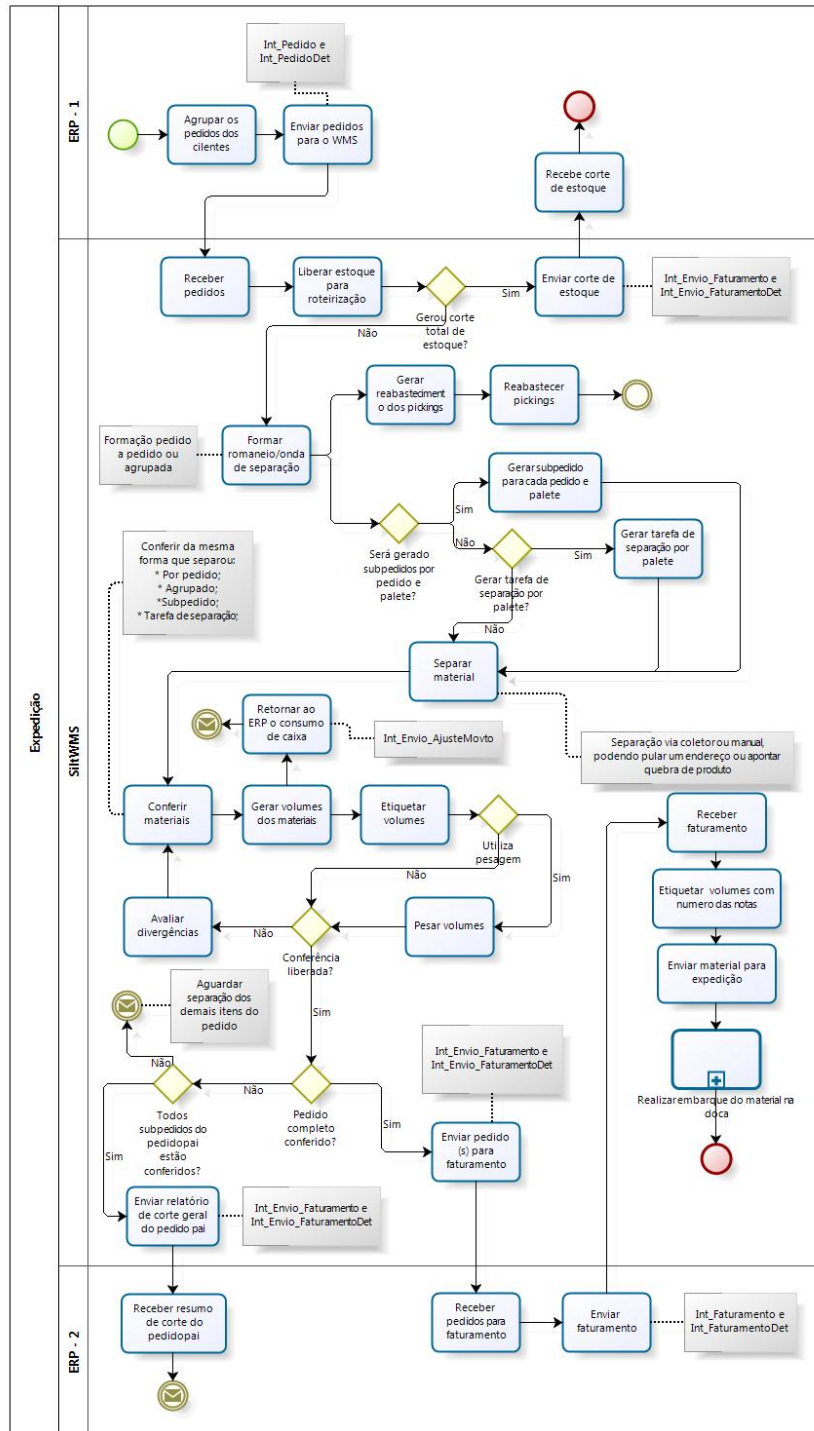 Expedição
ERP - 1
Int_Pedido e
Int_PedidoDet
Agrupar os
pedidos dos
cilentes
Enviar pedidos
para o WMS
Recebe corte
de estoque
SiltWMS
Receber
pedidos
Liberar estoque
para
roteirização
Gerou corte
total de
estoque?
Sim
Não
Enviar corte de
estoque
Int_Envio_Faturamento e
Int_Envio_FaturamentoDet
Gerar
reabasteciment
o dos pickings
Reabastecer
pickings
Formação pedido
a pedido ou
agrupada
Formar
romaneio/onda
de separação
Gerar subpedido
para cada pedido e
palete
Sim
Não
Será gerado
subpedidos por
pedido e
palete?
Gerar tarefa de
separação por
palete?
Sim
Não
Gerar tarefa de
separação por
palete
Conferir da mesma
forma que separou:
* Por pedido;
* Agrupado;
*Subpedido;
* Tarefa de separação;
Separar
material
Retornar ao
ERP o consumo
de caixa
Int_Envio_AjusteMovto
Separação via coletor ou manual,
podendo pular um endereço ou apontar
quebra de produto
Conferir
materiais
Gerar volumes
dos materiais
Etiquetar
volumes
Utiliza
pesagem
Não
Sim
Receber
faturamento
Avaliar
divergências
Não
Conferência
liberada?
Pesar volumes
Etiquetar volumes com
numero das notas
Enviar material para
expedição
Aguardar
separação dos
demais itens do
pedido
Sim
Int_Envio_Faturamento e
Int_Envio_FaturamentoDet
Realizar embarque do material na
doca
Não
Todos
subpedidos do
pedidopai
estão
conferidos?
Não
Pedido
completo
conferido?
Sim
Enviar pedido
(s) para
faturamento
Sim
Enviar relatório
de corte geral
do pedido pai
Int_Envio_Faturamento e
Int_Envio_FaturamentoDet
ERP - 2
Receber resumo
de corte do
pedidopai
Receber
pedidos para
faturamento
Enviar
faturamento
Int_Faturamento e
Int_FaturamentoDet